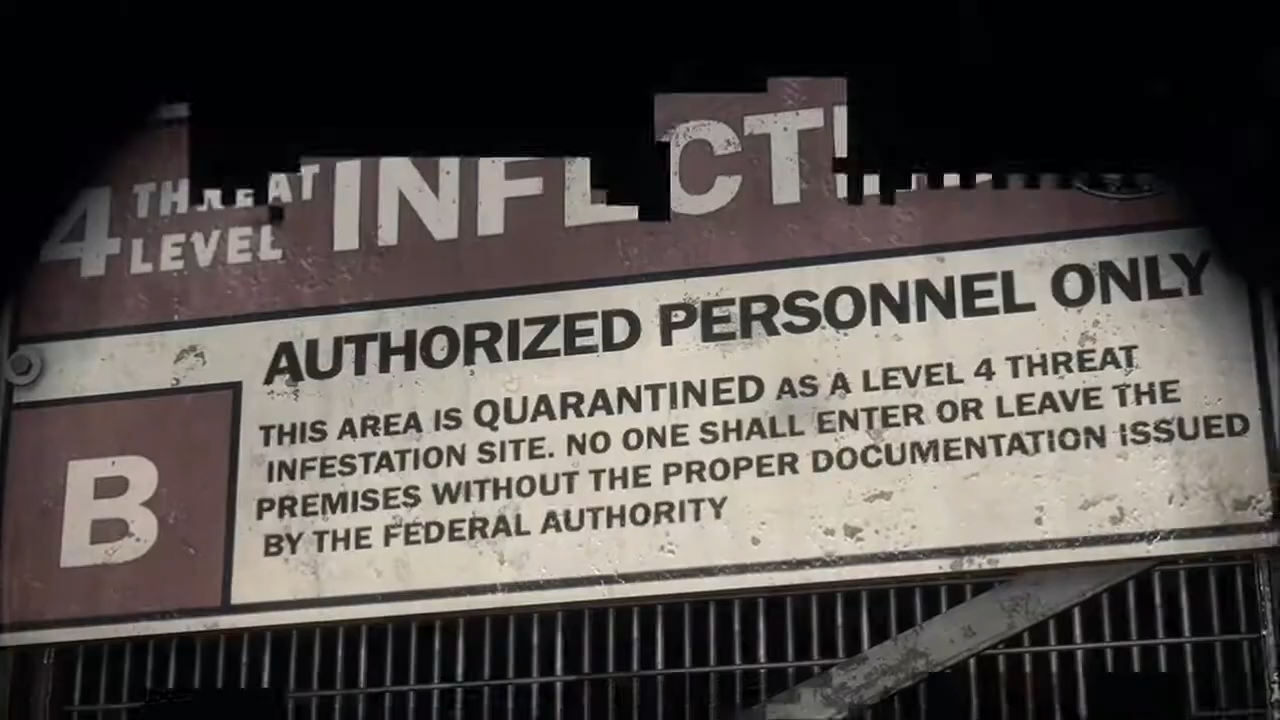 4 THREAT
LEVEL
AUTHORIZED PERSONNEL ONLY
B
THIS AREA IS QUARANTINED AS A LEVEL 4 THREAT
INFESTATION SITE. NO ONE SHALL ENTER OR LEAVE THE
PREMISES WITHOUT THE PROPER DOCUMENTATION ISSUED
BY THE FEDERAL AUTHORITY